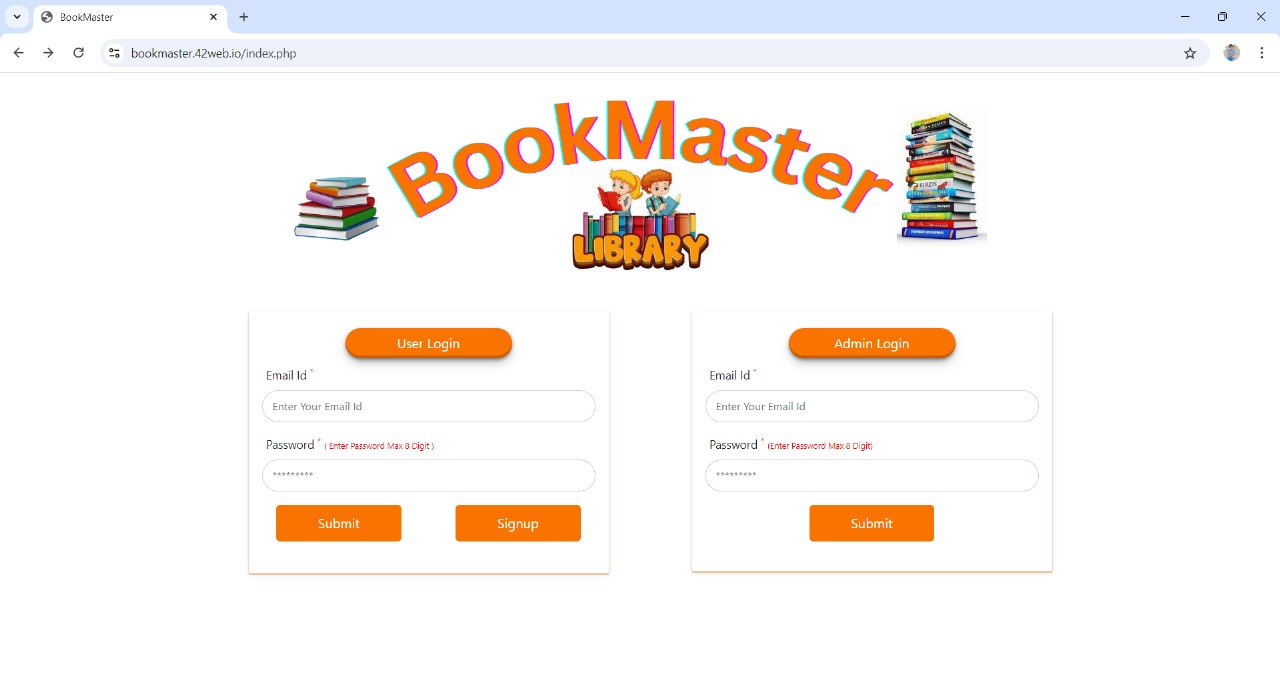 BookMaster
bookmaster.42web.io/index.php
BookMaster
BIRDS
LIBRARY
User Login
Email Id *
Enter Your Email Id
Password * ( Enter Password Max 8 Digit )
*********
Submit
Signup
Admin Login
Email Id *
Enter Your Email Id
Password * (Enter Password Max 8 Digit)
*********
Submit